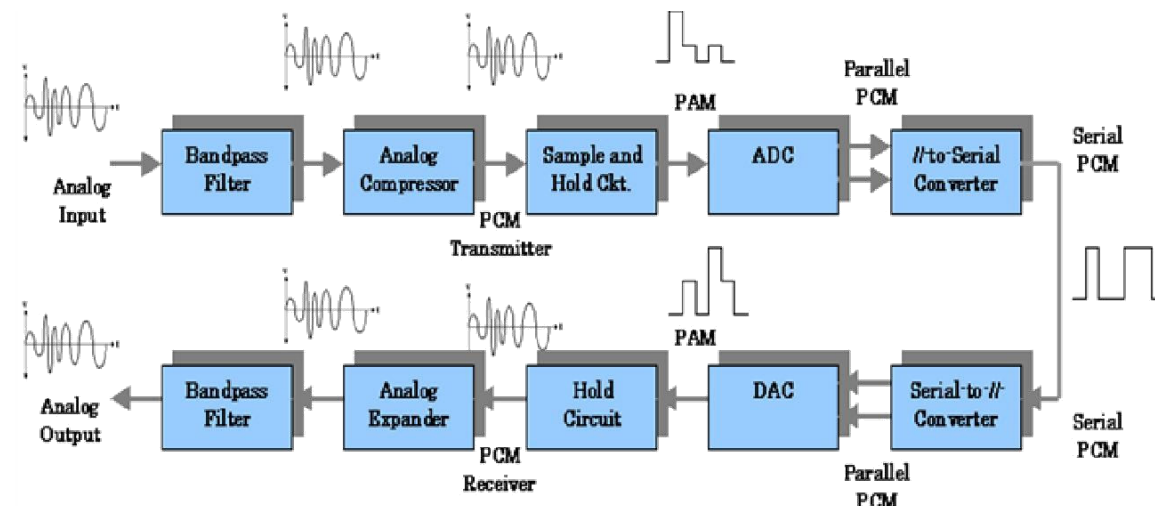 Parallel
PCM
PAM
Serial
PCM
Analog
Input
Bandpass
Filter
Analog
Compressor
Sample and
Hold Ckt.
ADC
//-to-Serial
Converter
PCM
Transmitter
PAM
Analog
Output
Bandpass
Filter
Analog
Expander
Hold
Circuit
DAC
Serial-to-//-
Converter
Serial
PCM
PCM
Receiver
Parallel
PCM